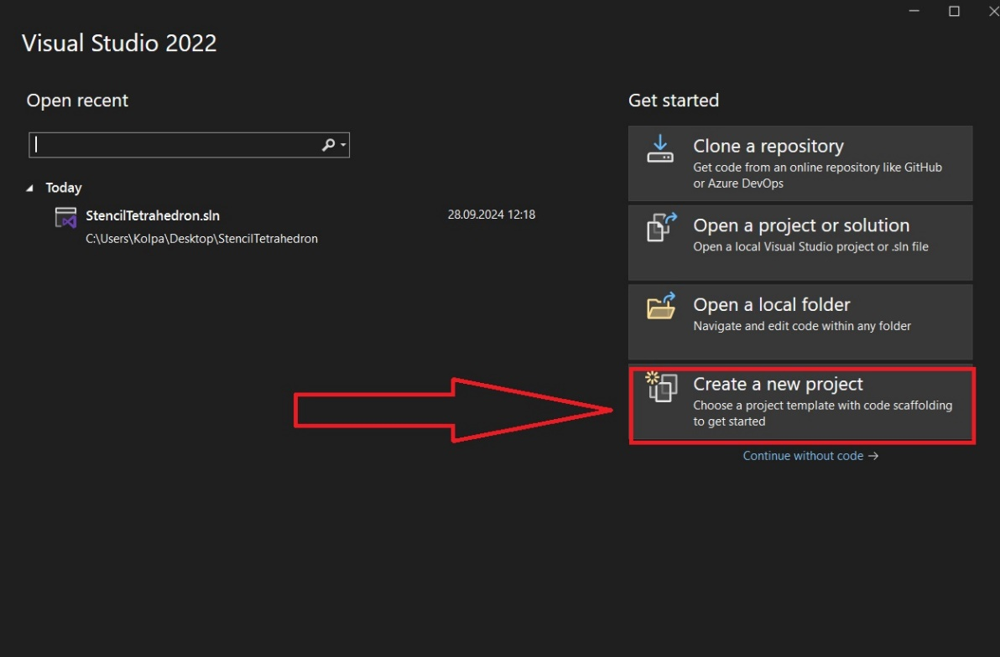 Visual Studio 2022
Open recent
Today
StencilTetrahedron.sln
28.09.2024 12:18
C:\Users\Kolpa\Desktop\StencilTetrahedron
Get started
Clone a repository
Get code from an online repository like GitHub
or Azure DevOps
Open a project or solution
Open a local Visual Studio project or .sln file
Open a local folder
Navigate and edit code within any folder
Create a new project
Choose a project template with code scaffolding
to get started
Continue without code →